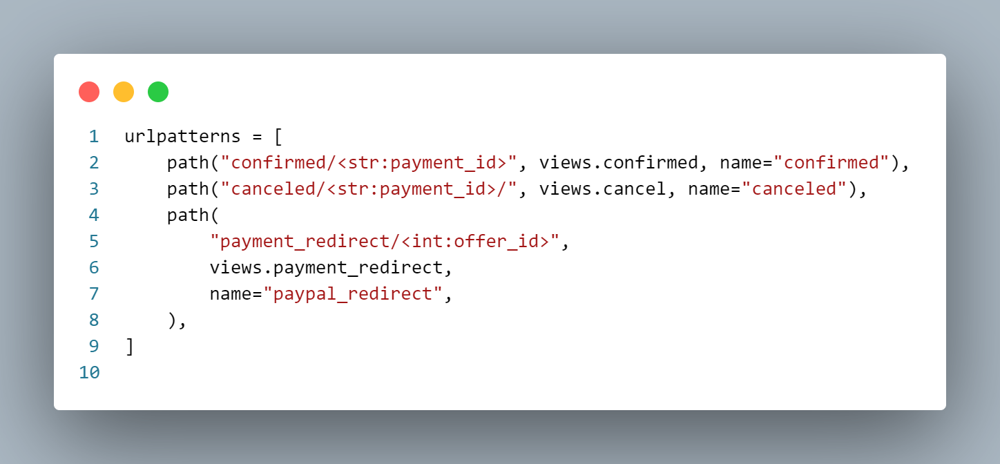 1 urlpatterns = [
2     path("confirmed/<str:payment_id>", views.confirmed, name="confirmed"),
3     path("canceled/<str:payment_id>/", views.cancel, name="canceled"),
4     path(
5         "payment_redirect/<int:offer_id>",
6         views.payment_redirect,
7         name="paypal_redirect",
8     ),
9 ]
10